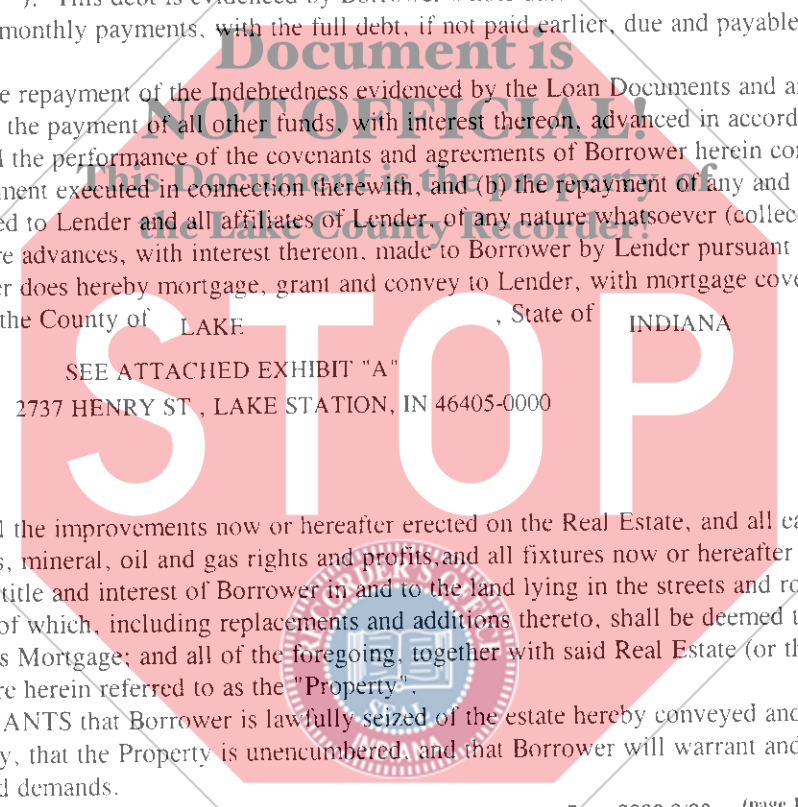 ). This debt is evidenced by Borrower
monthly payments, with the full debt, if not paid earlier, due and payable
Document is
e repayment of the Indebtedness evidenced by the Loan Documents and a
NOT OFFICIAL!
the payment of all other funds, with interest thereon, advanced in accord
d the performance of the covenants and agreements of Borrower herein con
This Document is the property of
ment executed in connection therewith, and (b) the repayment of any and
the Lake County Recorder!
ed to Lender and all affiliates of Lender, of any nature whatsoever (collec
re advances, with interest thereon, made to Borrower by Lender pursuant
er does hereby mortgage, grant and convey to Lender, with mortgage cove
the County of LAKE , State of INDIANA
STOP
SEE ATTACHED EXHIBIT "A"
2737 HENRY ST , LAKE STATION, IN 46405-0000
l the improvements now or hereafter erected on the Real Estate, and all ea
s, mineral, oil and gas rights and profits,and all fixtures now or hereafter
title and interest of Borrower in and to the land lying in the streets and ro
of which, including replacements and additions thereto, shall be deemed t
s Mortgage; and all of the foregoing, together with said Real Estate (or th
re herein referred to as the "Property".
RECORDER'S OFFICE
SEAL
INDIANA
ANTS that Borrower is lawfully seized of the estate hereby conveyed and
y, that the Property is unencumbered, and that Borrower will warrant and
d demands.
(page 1